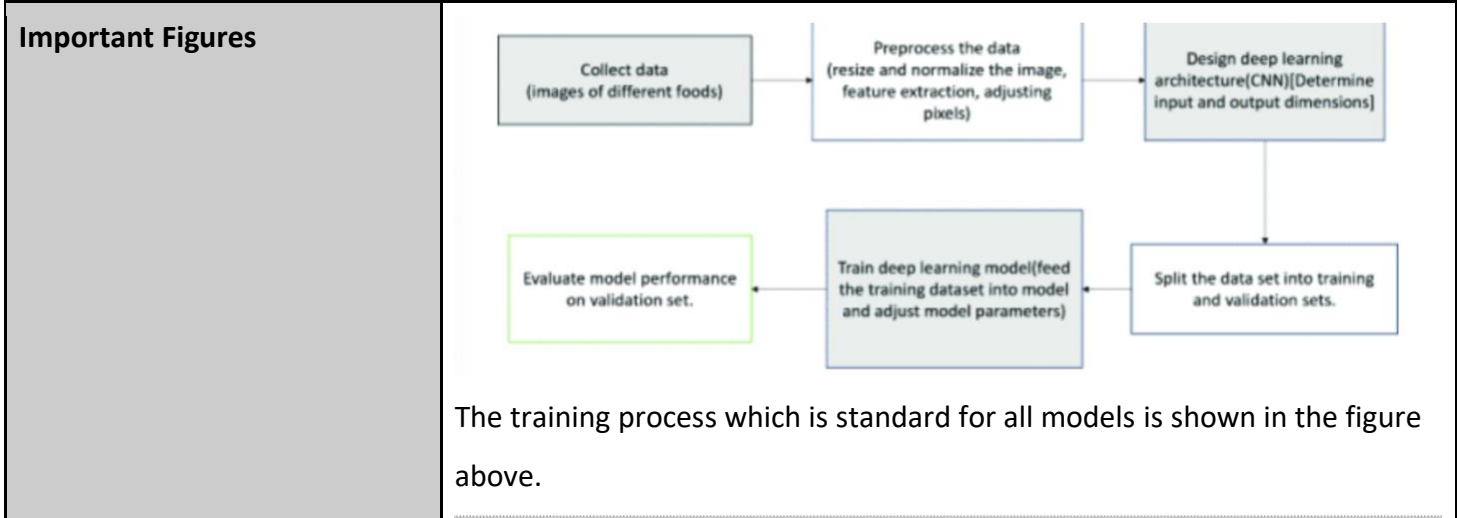 Important Figures
Collect data
(images of different foods)
Preprocess the data
(resize and normalize the image,
feature extraction, adjusting
pixels)
Design deep learning
architecture(CNN)[Determine
input and output dimensions]
Evaluate model performance
on validation set.
Train deep learning model(feed
the training dataset into model
and adjust model parameters)
Split the data set into training
and validation sets.
The training process which is standard for all models is shown in the figure
above.